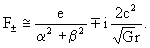 F± ≅ e / (α² + β²) ∓ i 2c² / √Gr .